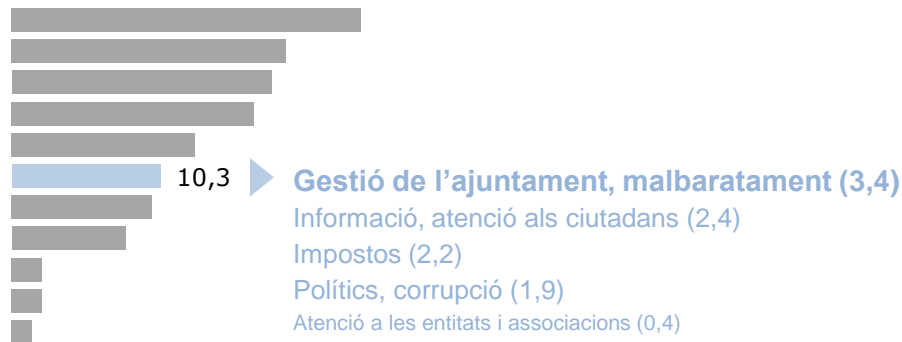 10,3
Gestió de l’ajuntament, malbaratament (3,4)
Informació, atenció als ciutadans (2,4)
Impostos (2,2)
Polítics, corrupció (1,9)
Atenció a les entitats i associacions (0,4)